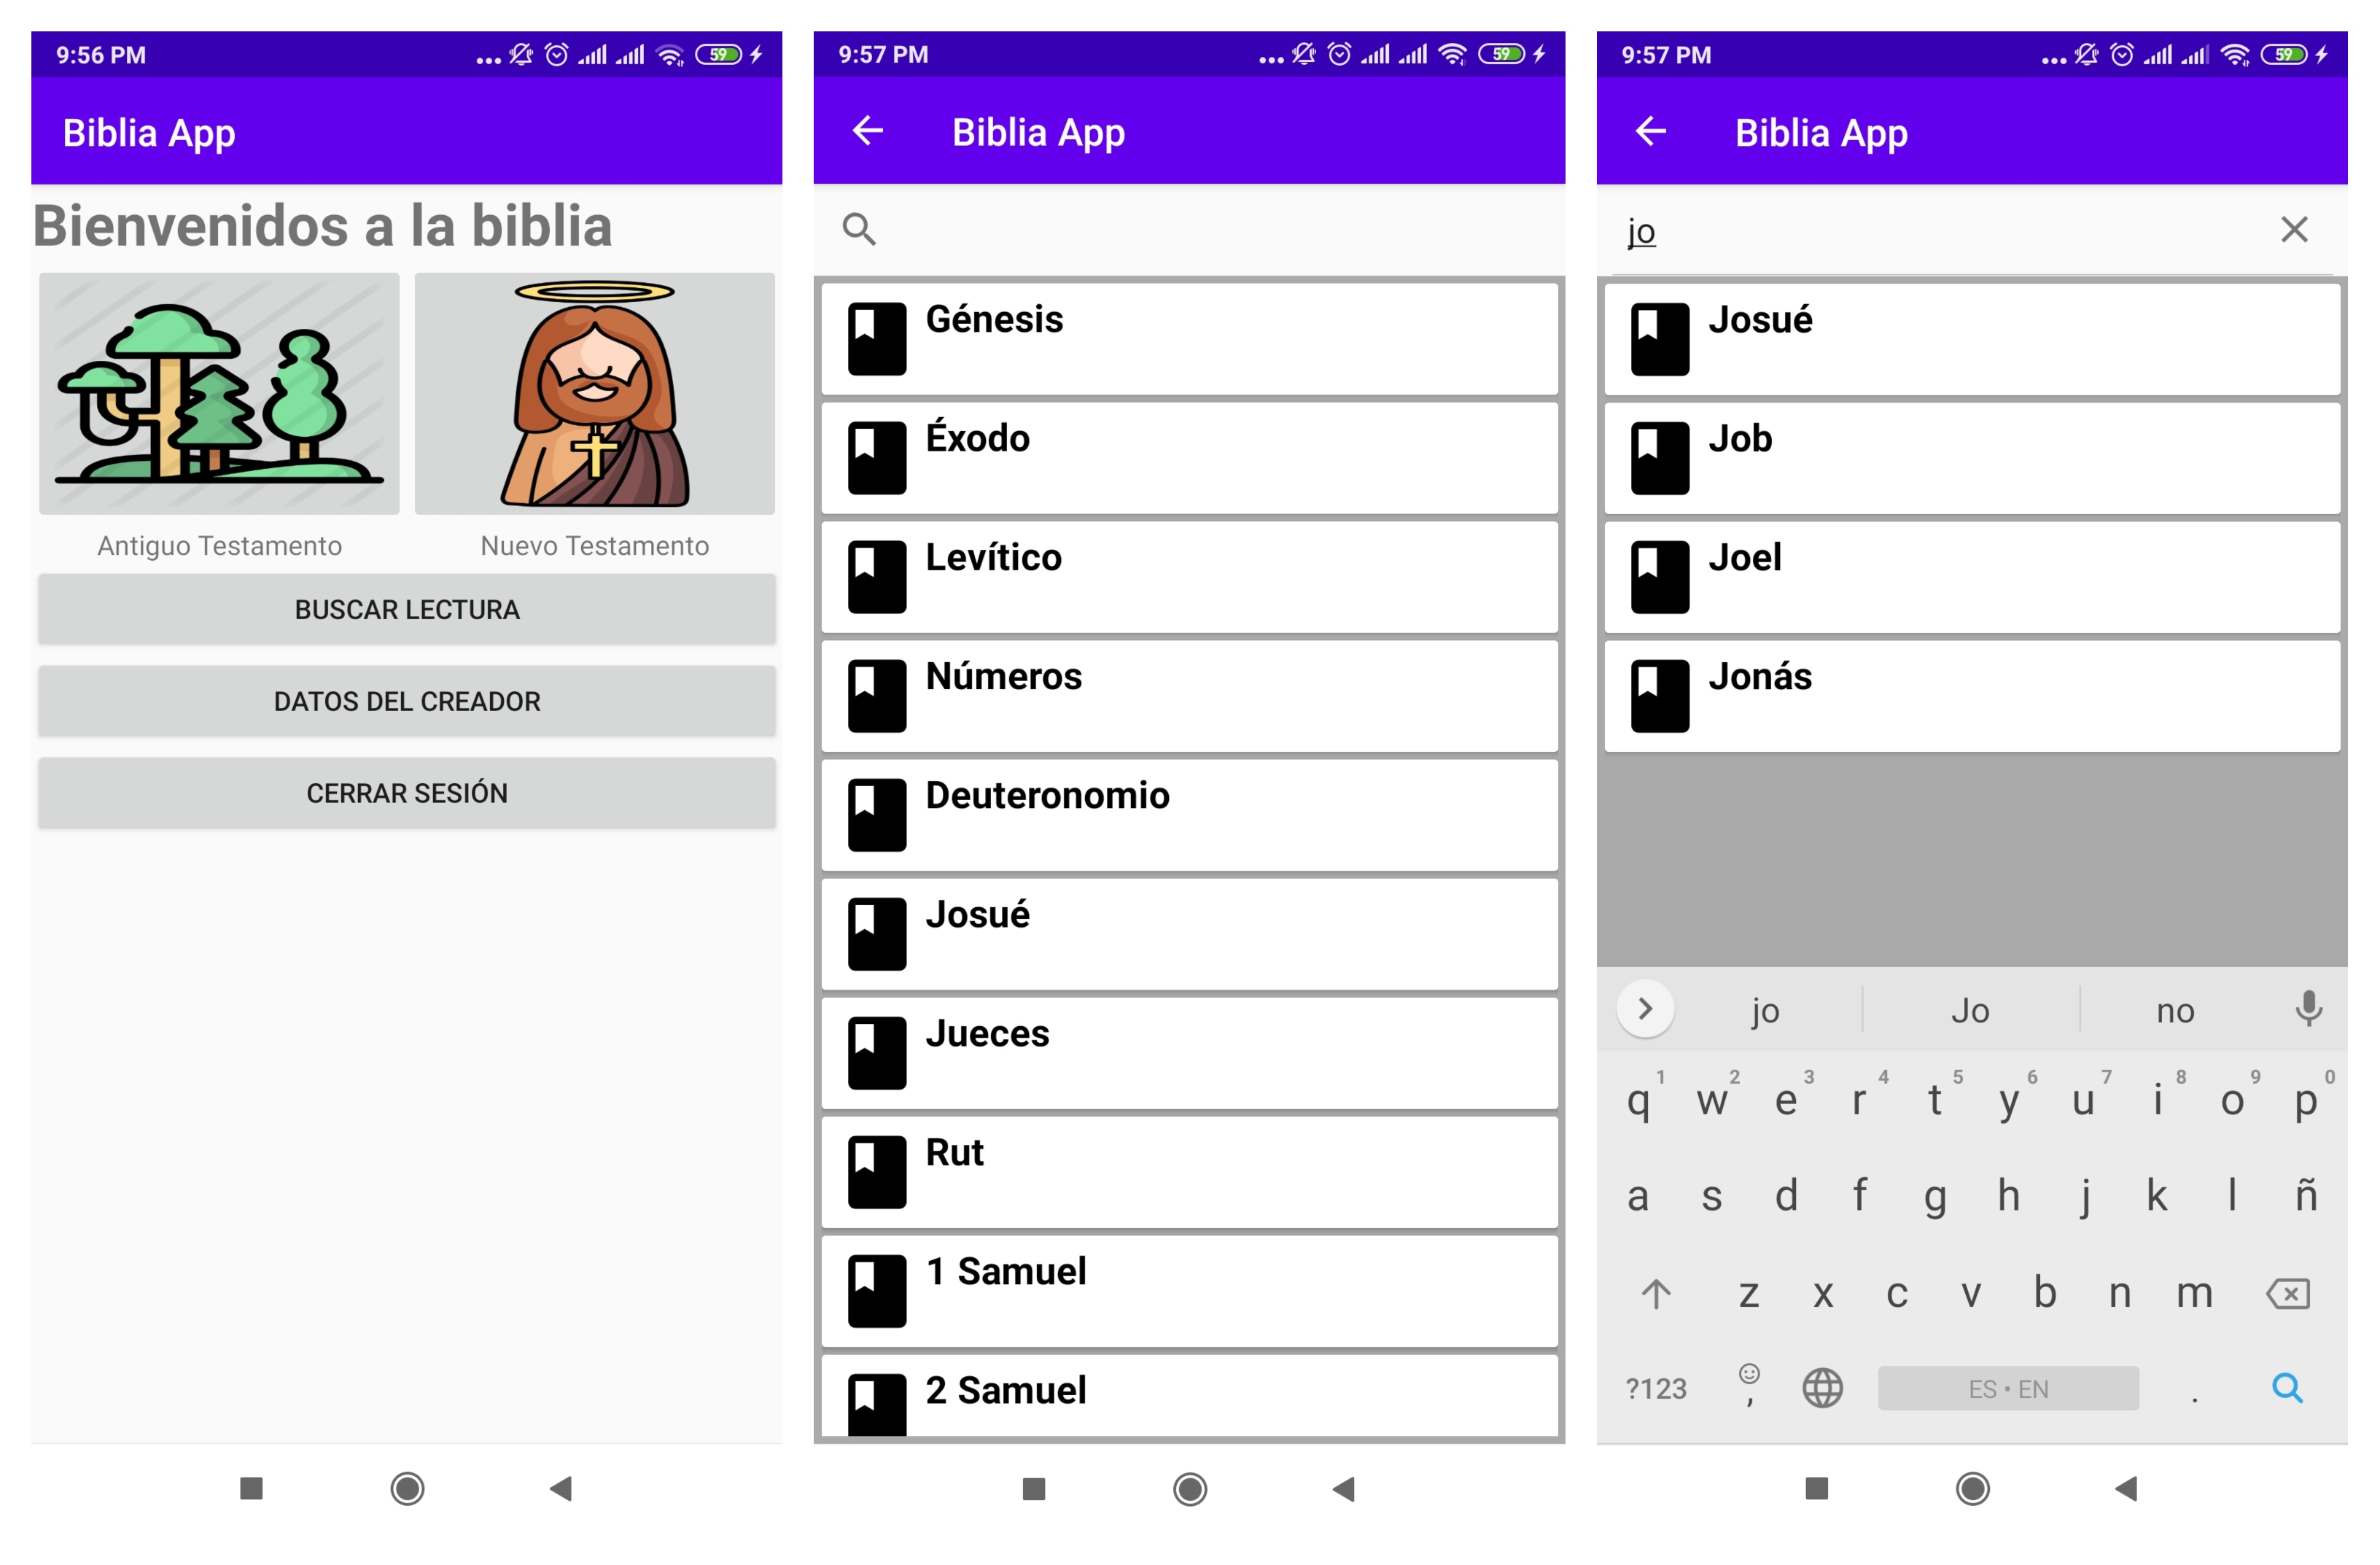 9:56 PM
59
Biblia App
Bienvenidos a la biblia
Antiguo Testamento
Nuevo Testamento
BUSCAR LECTURA
DATOS DEL CREADOR
CERRAR SESIÓN
9:57 PM
59
Biblia App
Génesis
Éxodo
Levítico
Números
Deuteronomio
Josué
Jueces
Rut
1 Samuel
2 Samuel
9:57 PM
59
Biblia App
jo
Josué
Job
Joel
Jonás
jo Jo no
1 2 3 4 5 6 7 8 9 0
q w e r t y u i o p
a s d f g h j k l ñ
z x c v b n m
?123 , ES • EN .